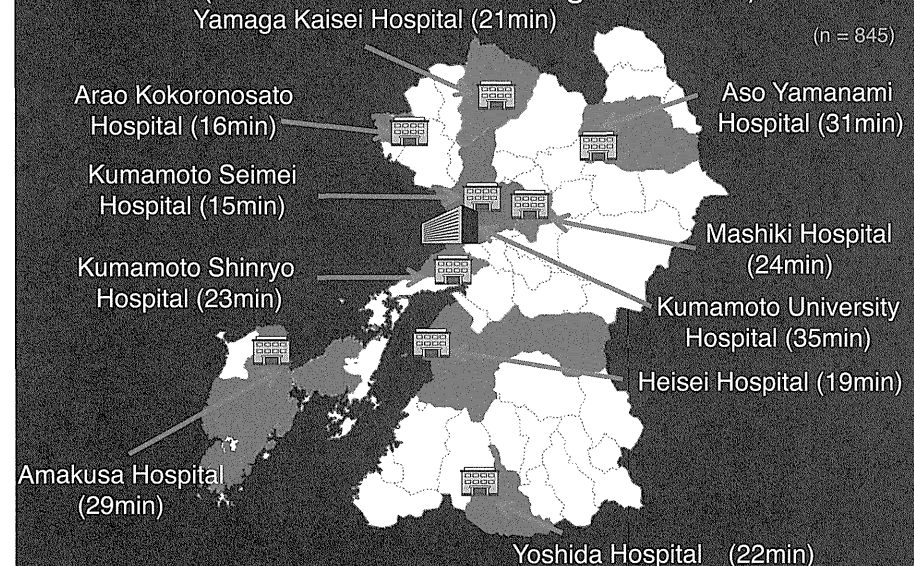 Yamaga Kaisei Hospital (21min)
(n = 845)
Arao Kokoronosato
Hospital (16min)
Aso Yamanami
Hospital (31min)
Kumamoto Seimei
Hospital (15min)
Mashiki Hospital
(24min)
Kumamoto Shinryo
Hospital (23min)
Kumamoto University
Hospital (35min)
Heisei Hospital (19min)
Amakusa Hospital
(29min)
Yoshida Hospital (22min)